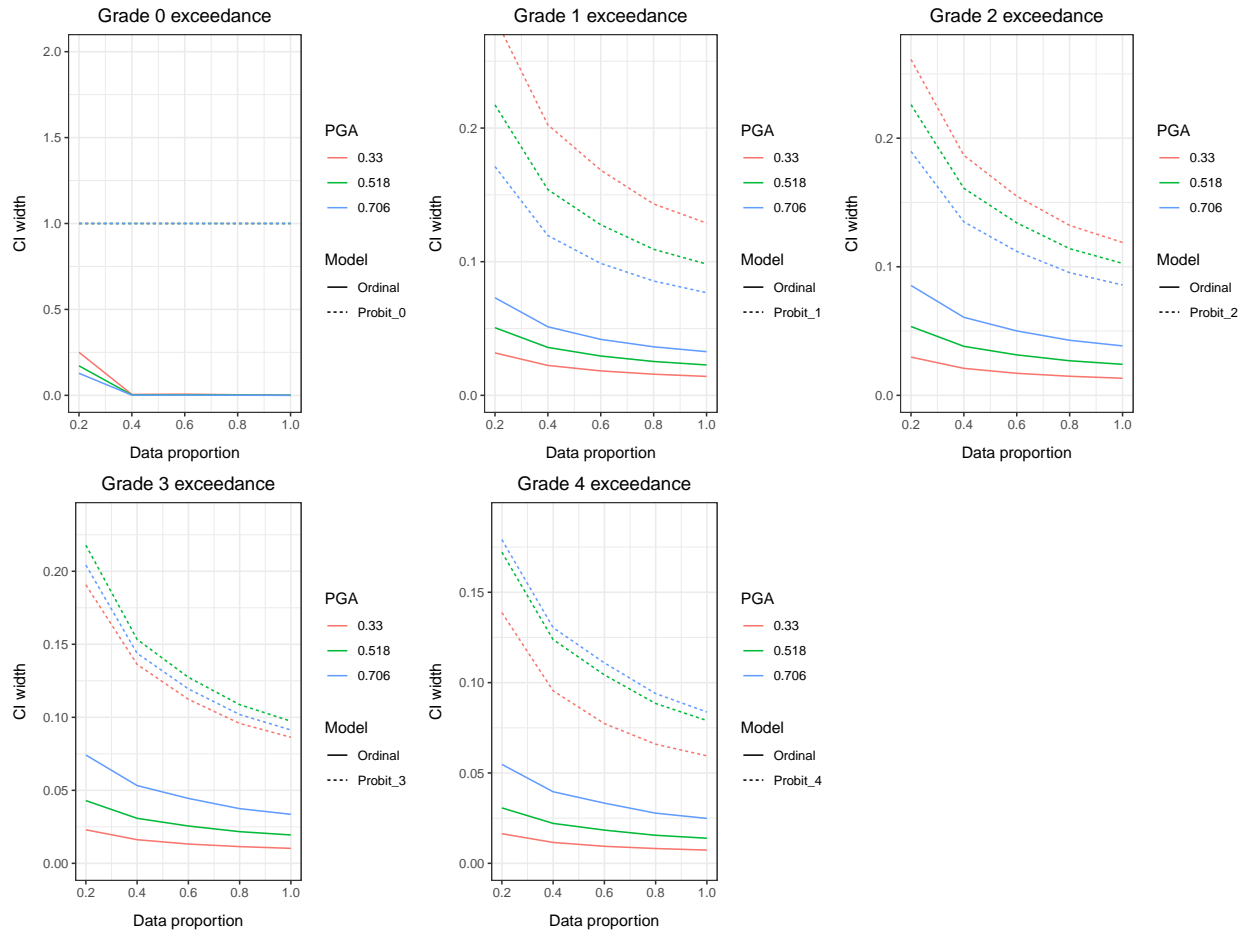 Grade 0 exceedance
2.0
1.5
1.0
0.5
0.0
CI width
0.2 0.4 0.6 0.8 1.0
Data proportion
PGA
0.33
0.518
0.706
Model
Ordinal
Probit_0
Grade 1 exceedance
0.2
0.1
0.0
CI width
0.2 0.4 0.6 0.8 1.0
Data proportion
PGA
0.33
0.518
0.706
Model
Ordinal
Probit_1
Grade 2 exceedance
0.2
0.1
0.0
CI width
0.2 0.4 0.6 0.8 1.0
Data proportion
PGA
0.33
0.518
0.706
Model
Ordinal
Probit_2
Grade 3 exceedance
0.20
0.15
0.10
0.05
0.00
CI width
0.2 0.4 0.6 0.8 1.0
Data proportion
PGA
0.33
0.518
0.706
Model
Ordinal
Probit_3
Grade 4 exceedance
0.15
0.10
0.05
0.00
CI width
0.2 0.4 0.6 0.8 1.0
Data proportion
PGA
0.33
0.518
0.706
Model
Ordinal
Probit_4